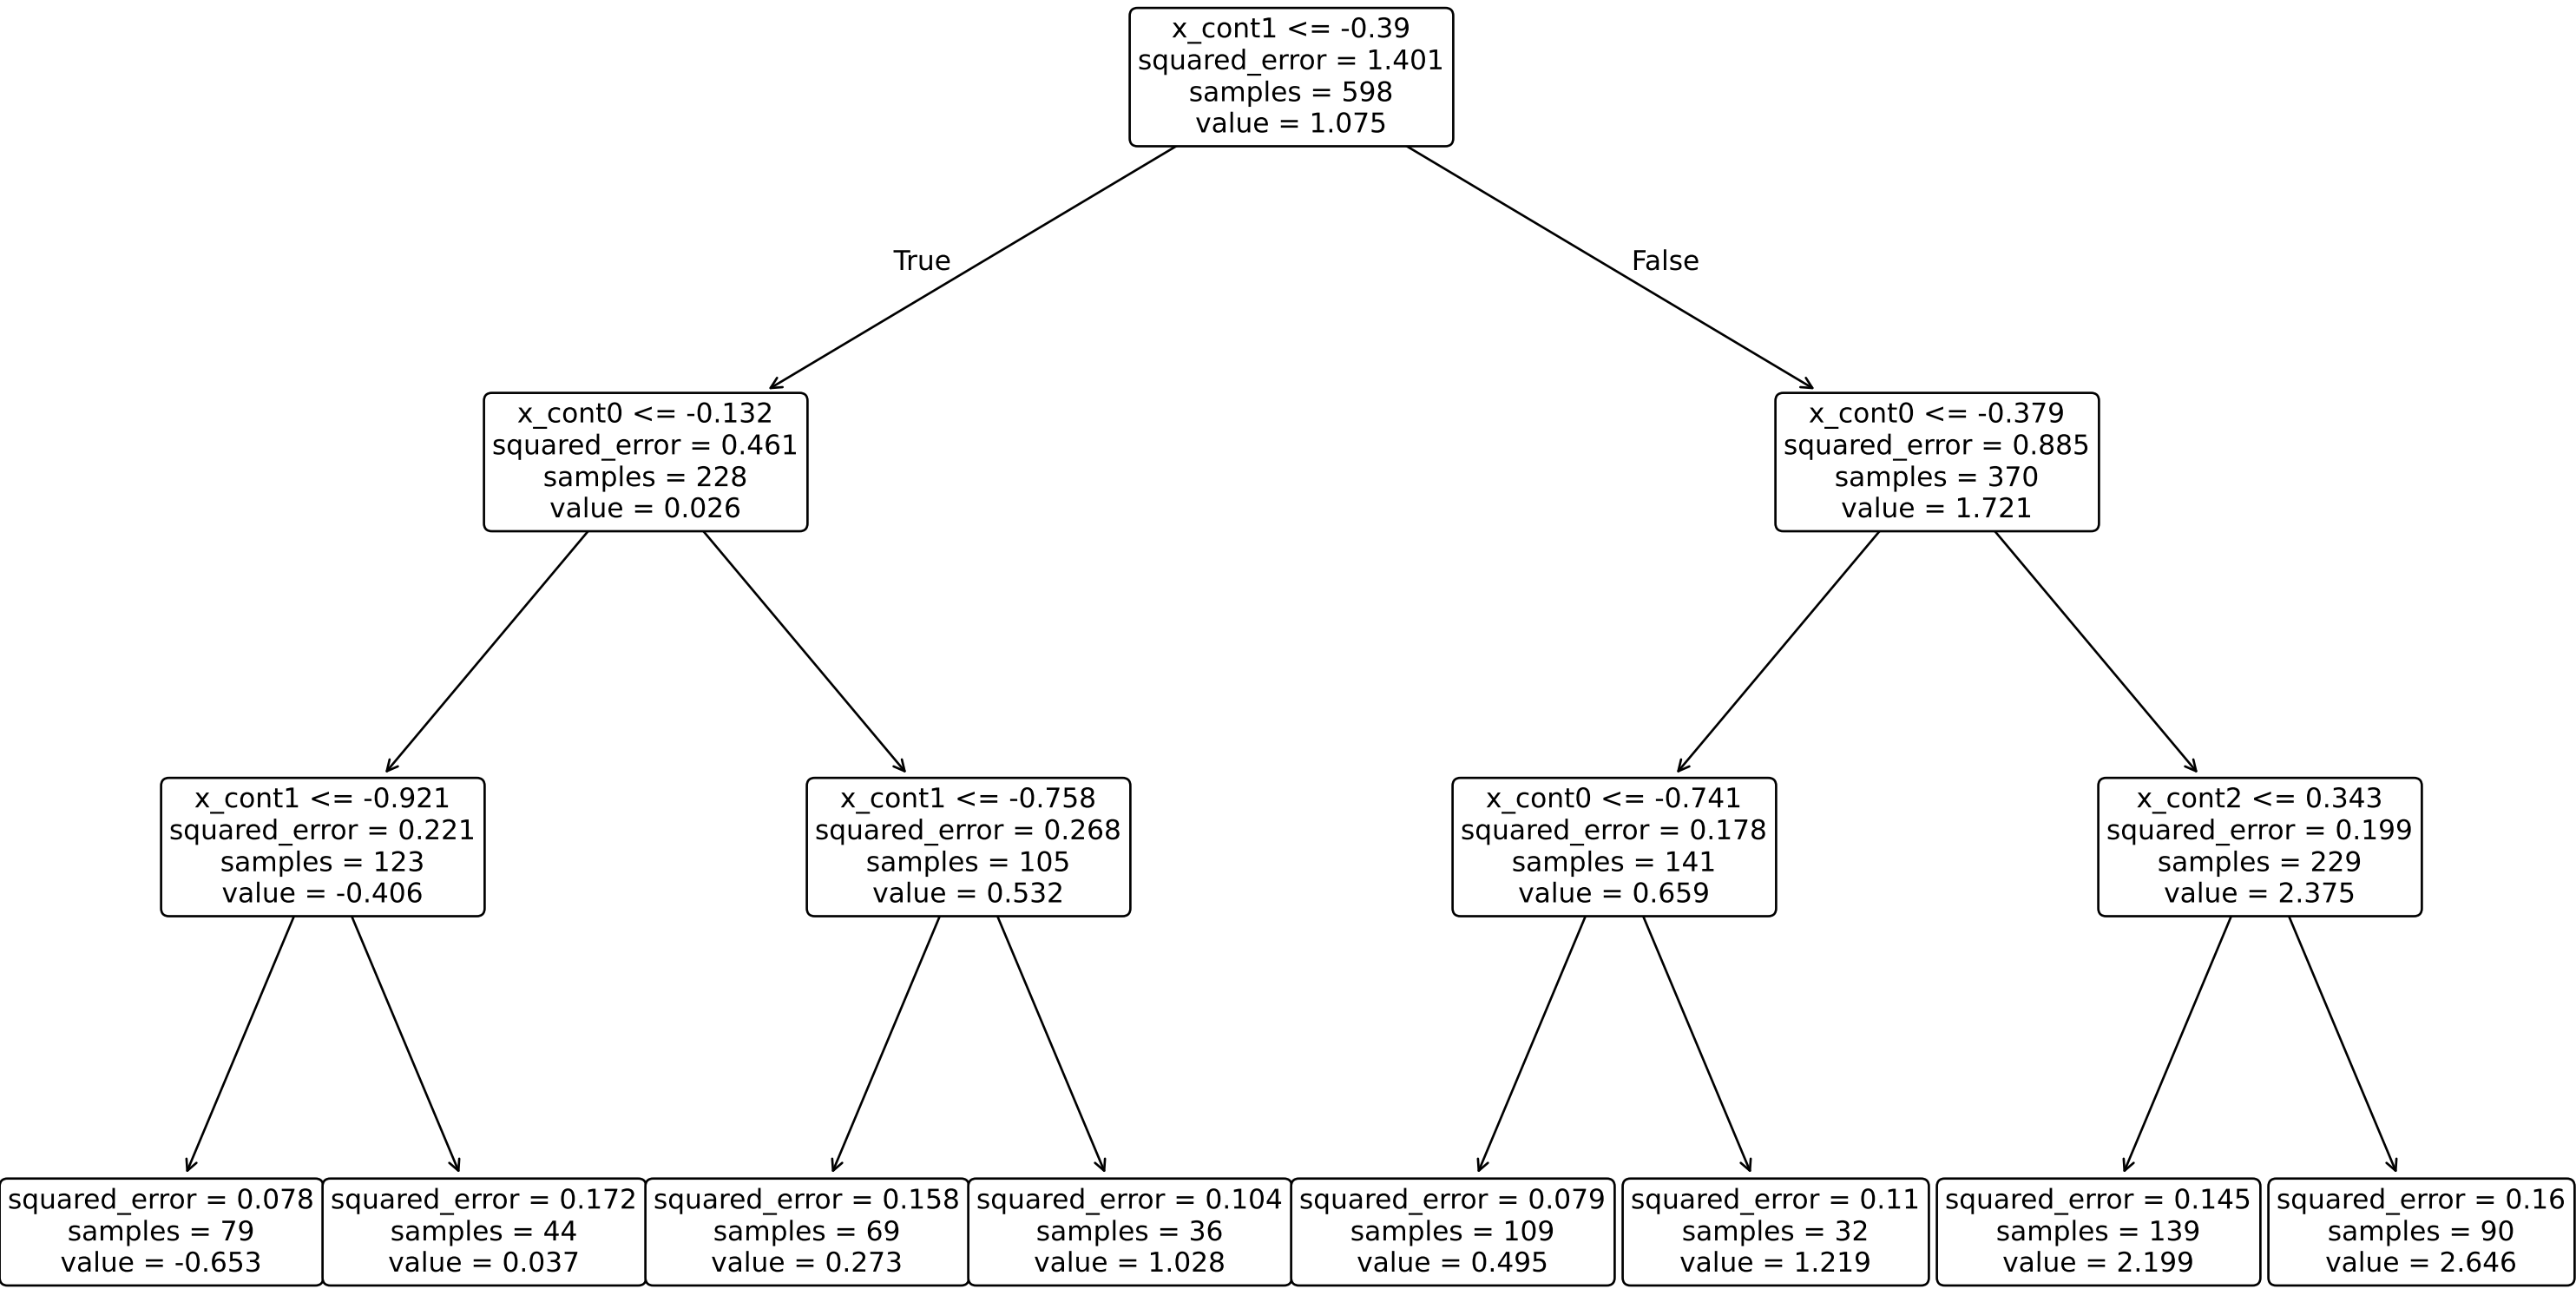 x_cont1 <= -0.39
squared_error = 1.401
samples = 598
value = 1.075
True
False
x_cont0 <= -0.132
squared_error = 0.461
samples = 228
value = 0.026
x_cont0 <= -0.379
squared_error = 0.885
samples = 370
value = 1.721
x_cont1 <= -0.921
squared_error = 0.221
samples = 123
value = -0.406
x_cont1 <= -0.758
squared_error = 0.268
samples = 105
value = 0.532
x_cont0 <= -0.741
squared_error = 0.178
samples = 141
value = 0.659
x_cont2 <= 0.343
squared_error = 0.199
samples = 229
value = 2.375
squared_error = 0.078
samples = 79
value = -0.653
squared_error = 0.172
samples = 44
value = 0.037
squared_error = 0.158
samples = 69
value = 0.273
squared_error = 0.104
samples = 36
value = 1.028
squared_error = 0.079
samples = 109
value = 0.495
squared_error = 0.11
samples = 32
value = 1.219
squared_error = 0.145
samples = 139
value = 2.199
squared_error = 0.16
samples = 90
value = 2.646